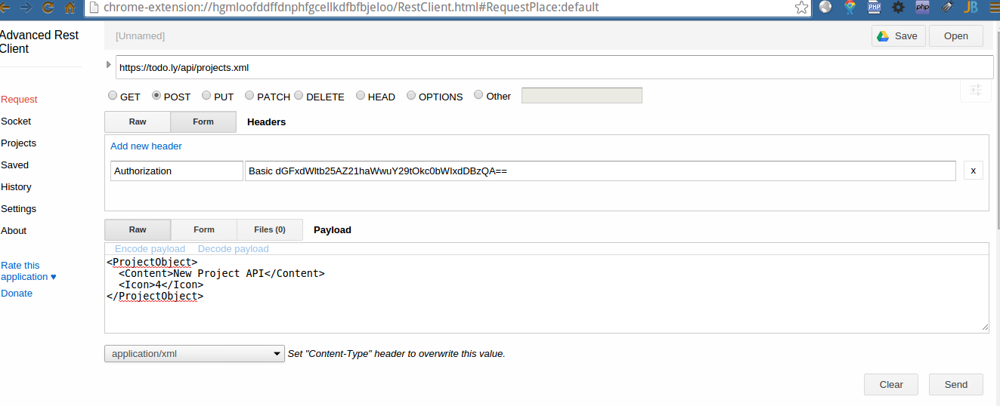 chrome-extension://hgmloofddffdnphfgcellkdfbfbjeloo/RestClient.html#RequestPlace:default
PHP
php
JB
Advanced Rest
Client
[Unnamed]
Save
Open
https://todo.ly/api/projects.xml
GET
POST
PUT
PATCH
DELETE
HEAD
OPTIONS
Other
Request
Socket
Projects
Saved
History
Settings
About
Rate this
application ♥
Donate
Raw
Form
Headers
Add new header
Authorization
Basic dGFxdWltb25AZ21haWwuY29tOkc0bWIxdDBzQA==
x
Raw
Form
Files (0)
Payload
Encode payload
Decode payload
<ProjectObject>
  <Content>New Project API</Content>
  <Icon>4</Icon>
</ProjectObject>
application/xml
Set "Content-Type" header to overwrite this value.
Clear
Send